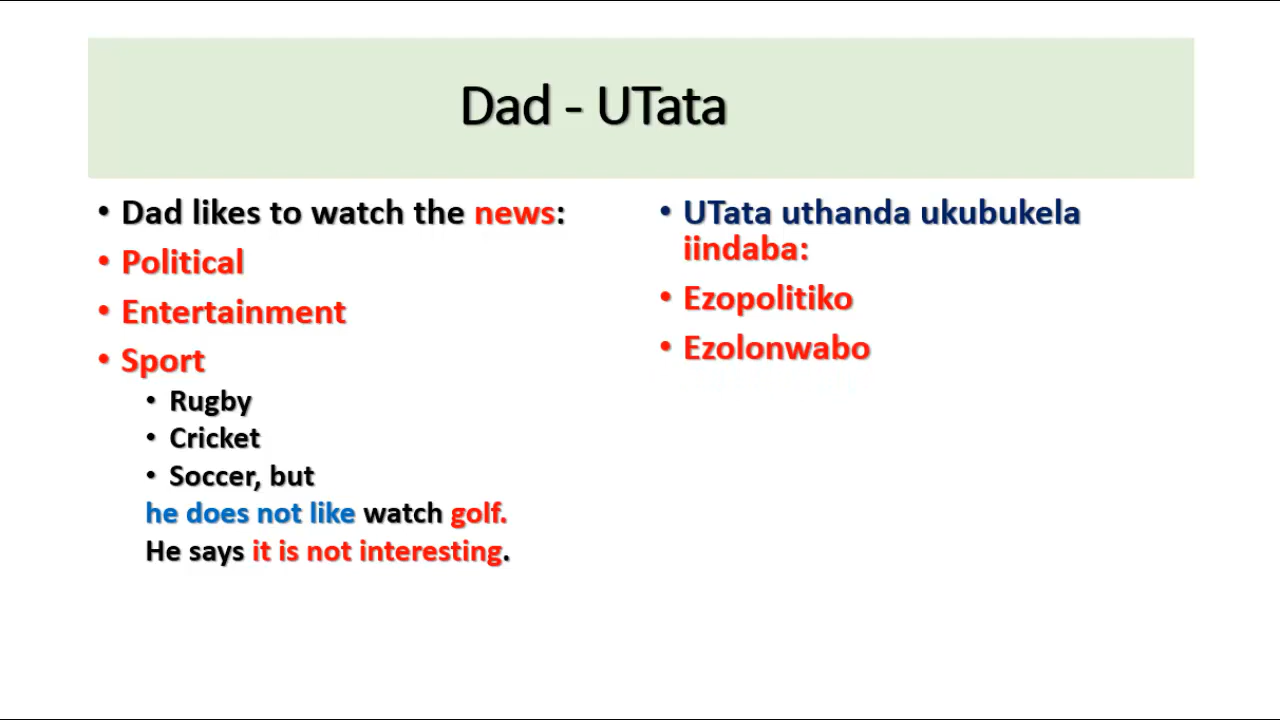 Dad - UTata
• Dad likes to watch the news:
• Political
• Entertainment
• Sport
• Rugby
• Cricket
• Soccer, but
he does not like watch golf.
He says it is not interesting.
• UTata uthanda ukubukela
iindaba:
• Ezopolitiko
• Ezolonwabo